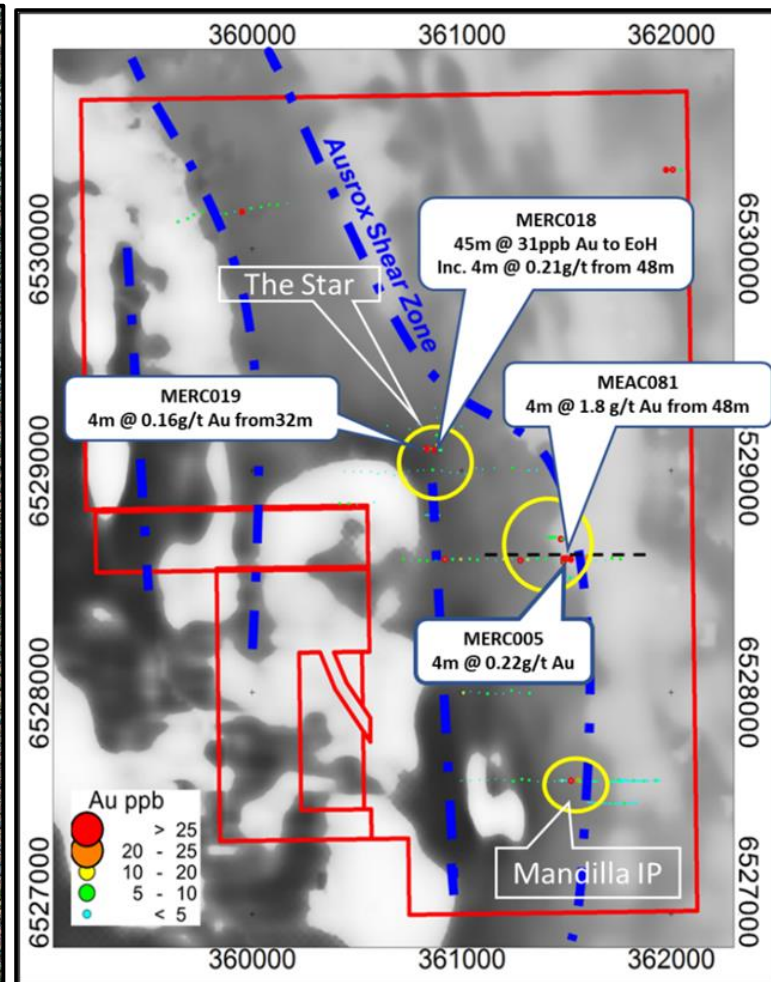 360000 361000 362000
Ausrox Shear Zone
MERC018
45m @ 31ppb Au to EoH
Inc. 4m @ 0.21g/t from 48m
6530000
6530000
The Star
MERC019
4m @ 0.16g/t Au from32m
MEAC081
4m @ 1.8 g/t Au from 48m
6529000
6529000
MERC005
4m @ 0.22g/t Au
6528000
6528000
Au ppb
> 25
20 - 25
10 - 20
5 - 10
< 5
Mandilla IP
6527000
6527000
360000 361000 362000